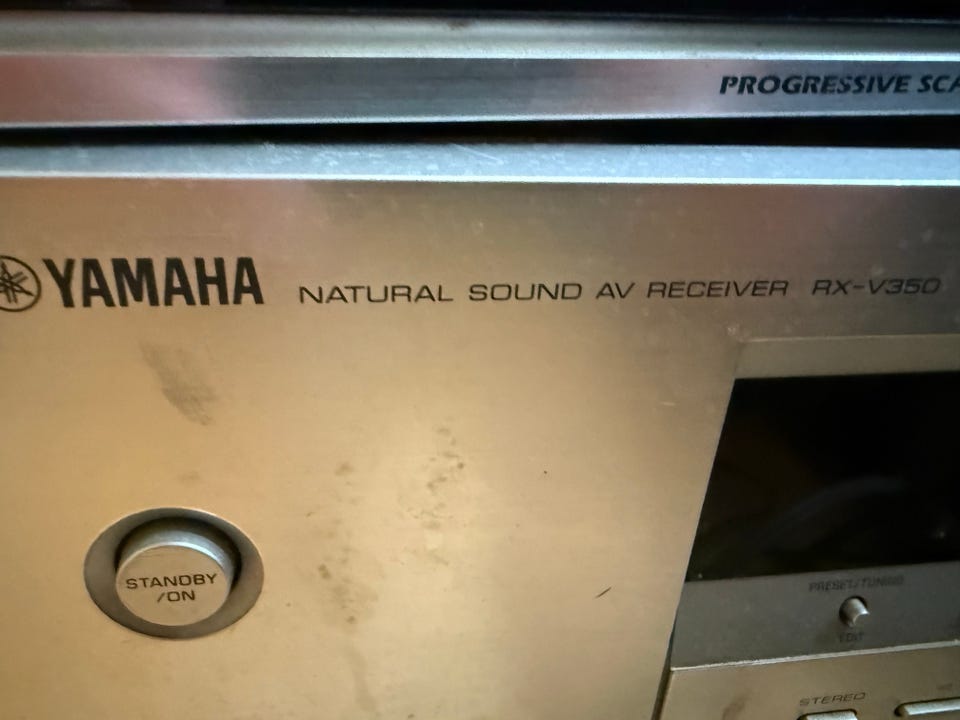 PROGRESSIVE SCA
YAMAHA NATURAL SOUND AV RECEIVER RX-V350
STANDBY
/ON
PRESET/TUNING
EDIT
STEREO